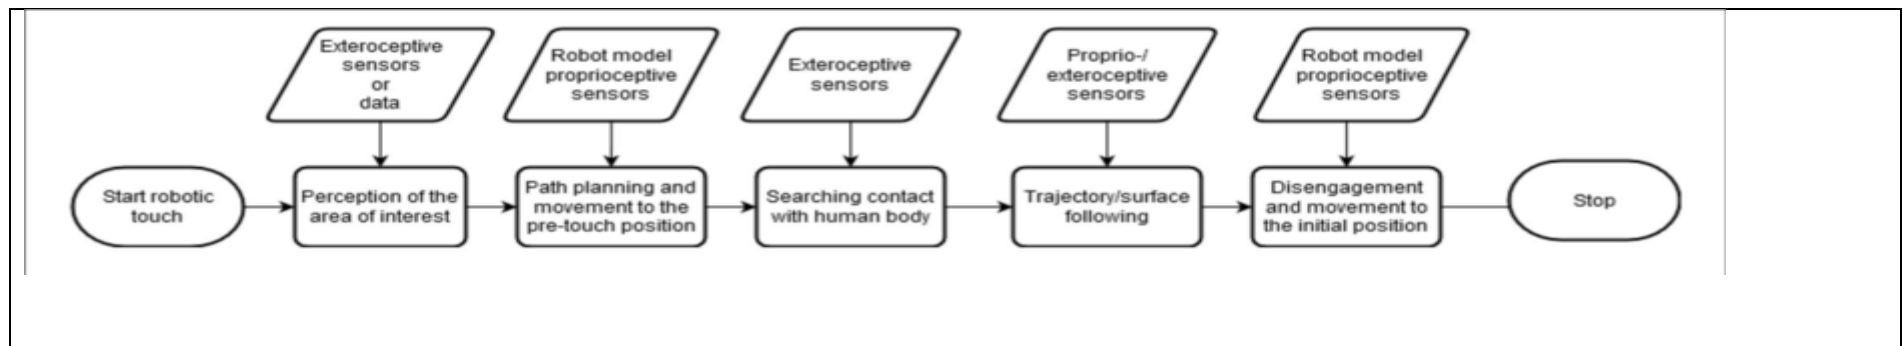 Exteroceptive
sensors
or
data
Robot model
proprioceptive
sensors
Exteroceptive
sensors
Proprio-/
exteroceptive
sensors
Robot model
proprioceptive
sensors
Start robotic
touch
Perception of the
area of interest
Path planning and
movement to the
pre-touch position
Searching contact
with human body
Trajectory/surface
following
Disengagement
and movement to
the initial position
Stop